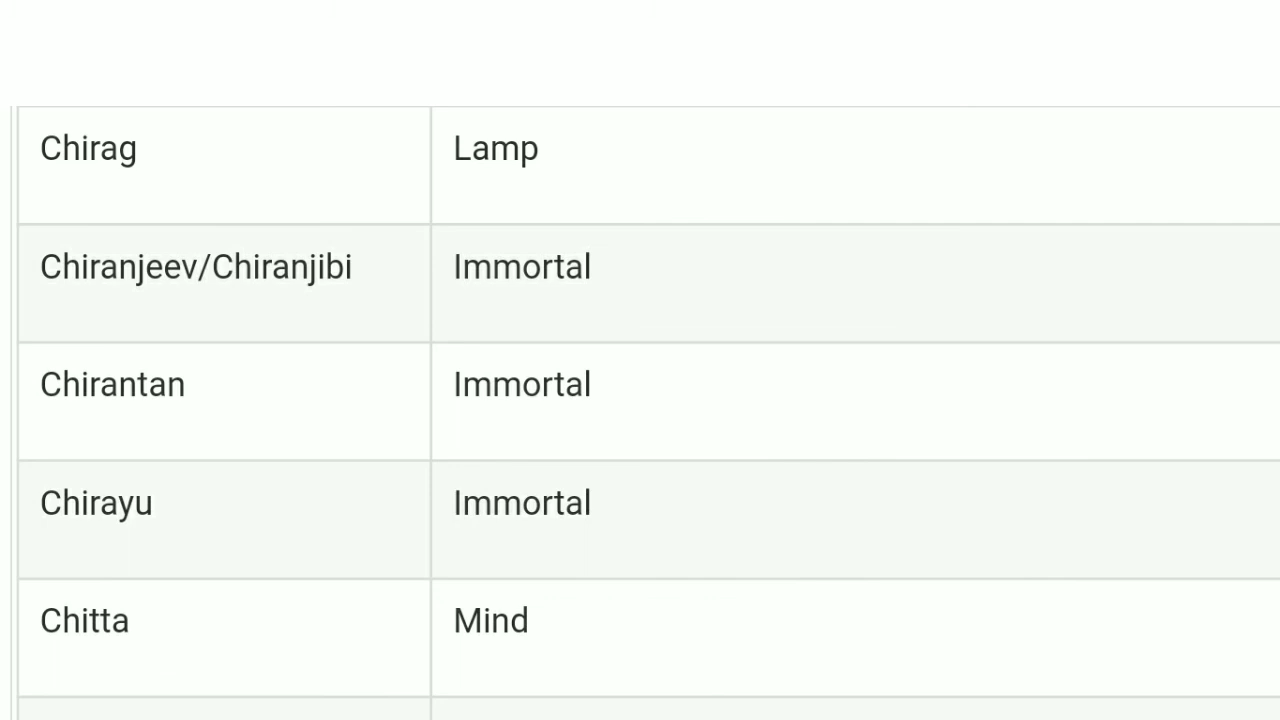 Chirag Lamp
Chiranjeev/Chiranjibi Immortal
Chirantan Immortal
Chirayu Immortal
Chitta Mind